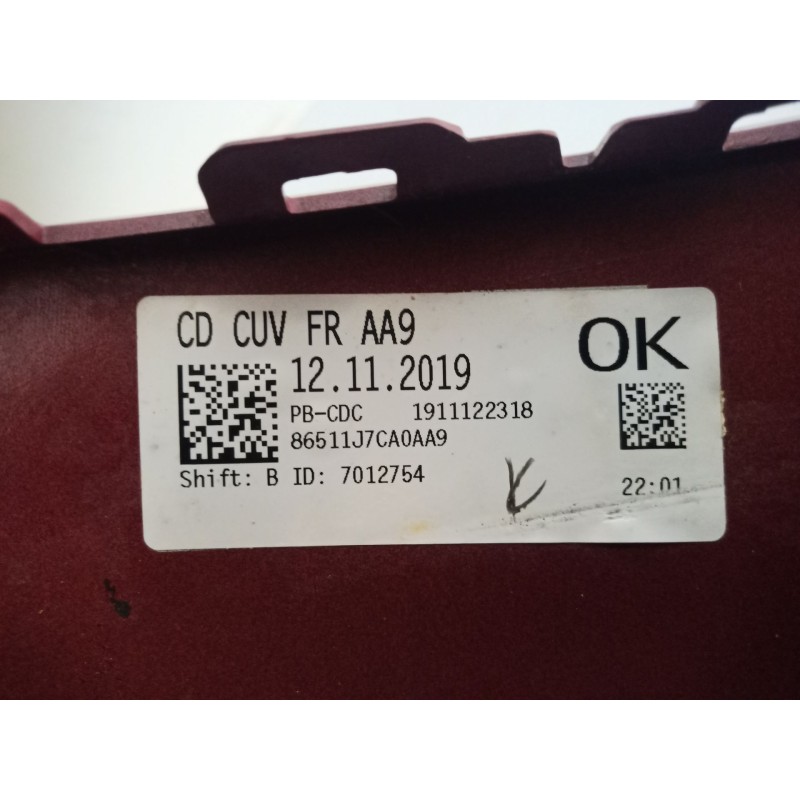 CD CUV FR AA9
OK
12.11.2019
PB-CDC 1911122318
86511J7CA0AA9
Shift: B ID: 7012754
22:01